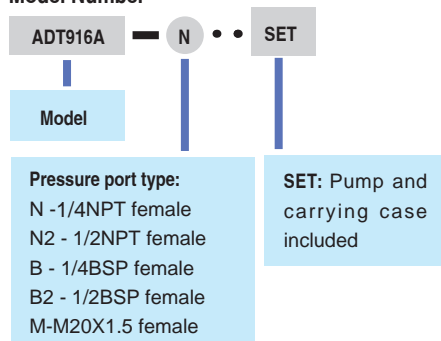 Model Number
ADT916A — N • • SET
Model
Pressure port type:
N -1/4NPT female
N2 - 1/2NPT female
B - 1/4BSP female
B2 - 1/2BSP female
M-M20X1.5 female
SET: Pump and
carrying case
included